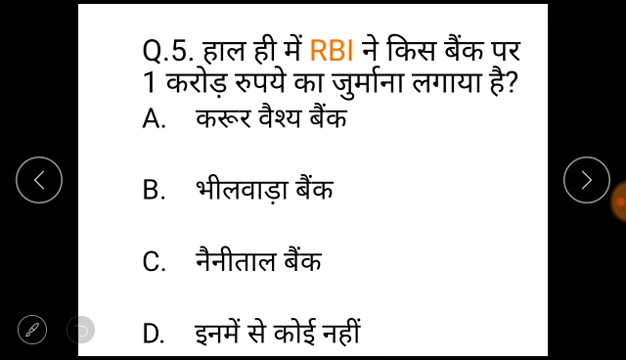 Q.5. हाल ही में RBI ने किस बैंक पर
1 करोड़ रुपये का जुर्माना लगाया है?
A. करूर वैश्य बैंक
B. भीलवाड़ा बैंक
C. नैनीताल बैंक
D. इनमें से कोई नहीं